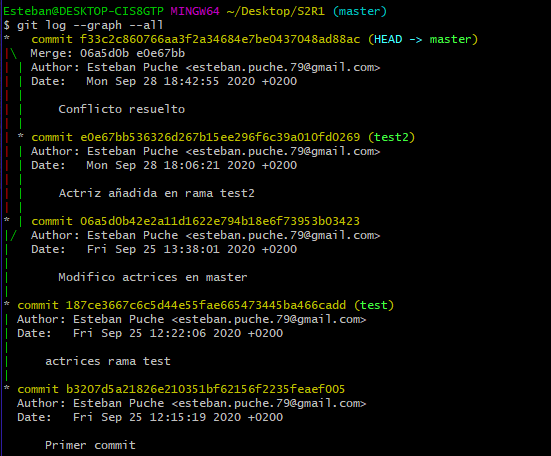 Esteban@DESKTOP-CIS8GTP MINGW64 ~/Desktop/S2R1 (master)
$ git log --graph --all
*   commit f33c2c860766aa3f2a34684e7be0437048ad88ac (HEAD -> master)
|\  Merge: 06a5d0b e0e67bb
| | Author: Esteban Puche <esteban.puche.79@gmail.com>
| | Date:   Mon Sep 28 18:42:55 2020 +0200
| |
| |     Conflicto resuelto
| |
| * commit e0e67bb536326d267b15ee296f6c39a010fd0269 (test2)
| | Author: Esteban Puche <esteban.puche.79@gmail.com>
| | Date:   Mon Sep 28 18:06:21 2020 +0200
| |
| |     Actriz añadida en rama test2
| |
* | commit 06a5d0b42e2a11d1622e794b18e6f73953b03423
|/  Author: Esteban Puche <esteban.puche.79@gmail.com>
|   Date:   Fri Sep 25 13:38:01 2020 +0200
|
|       Modifico actrices en master
|
* commit 187ce3667c6c5d44e55fae665473445ba466cadd (test)
| Author: Esteban Puche <esteban.puche.79@gmail.com>
| Date:   Fri Sep 25 12:22:06 2020 +0200
|
|     actrices rama test
|
* commit b3207d5a21826e210351bf62156f2235feaef005
  Author: Esteban Puche <esteban.puche.79@gmail.com>
  Date:   Fri Sep 25 12:15:19 2020 +0200

      Primer commit